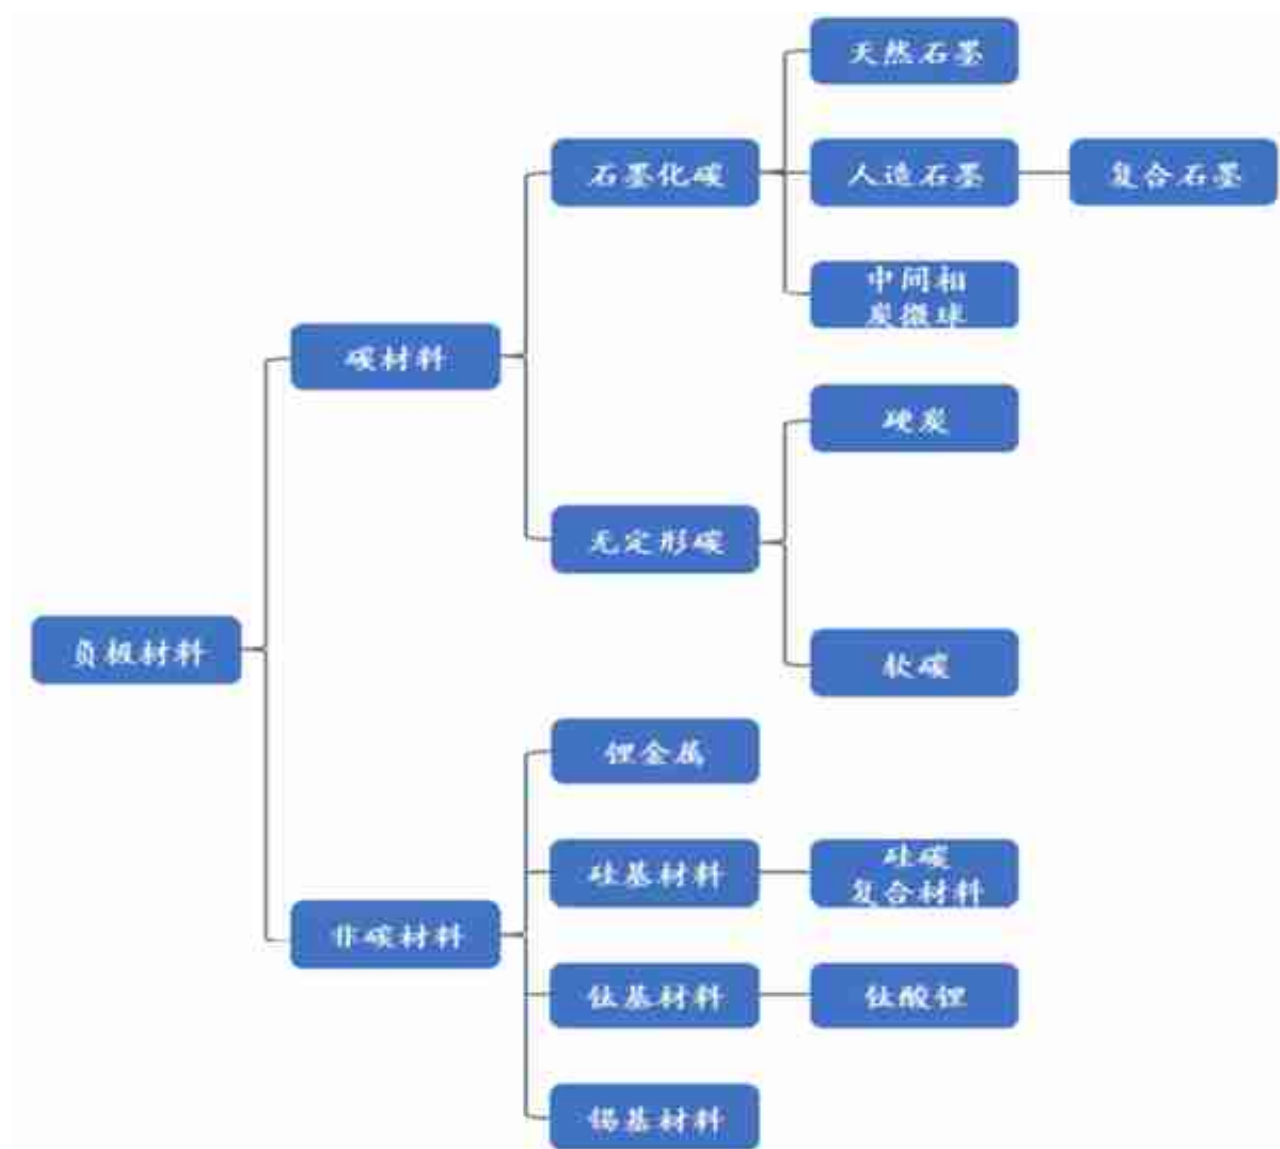 天然石墨
石墨化碳
人造石墨
复合石墨
中间相
炭微球
碳材料
硬炭
无定形碳
软碳
负极材料
锂金属
硅基材料
硅碳
复合材料
非碳材料
钛基材料
钛酸锂
锡基材料